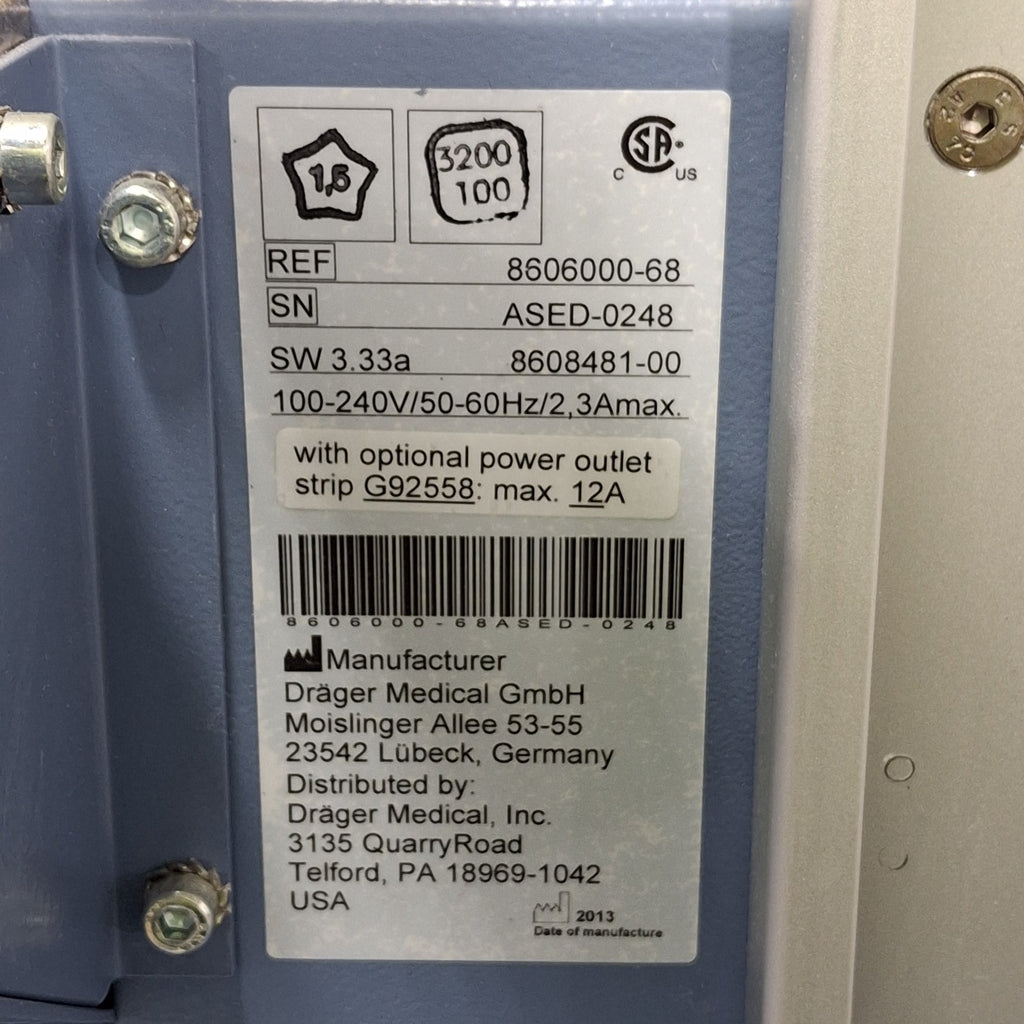 1,5
3200
100
CSA®
C US
REF 8606000-68
SN ASED-0248
SW 3.33a 8608481-00
100-240V/50-60Hz/2,3Amax.
with optional power outlet
strip G92558: max. 12A
8606000-68ASED-0248
Manufacturer
Dräger Medical GmbH
Moislinger Allee 53-55
23542 Lübeck, Germany
Distributed by:
Dräger Medical, Inc.
3135 QuarryRoad
Telford, PA 18969-1042
USA
2013
Date of manufacture